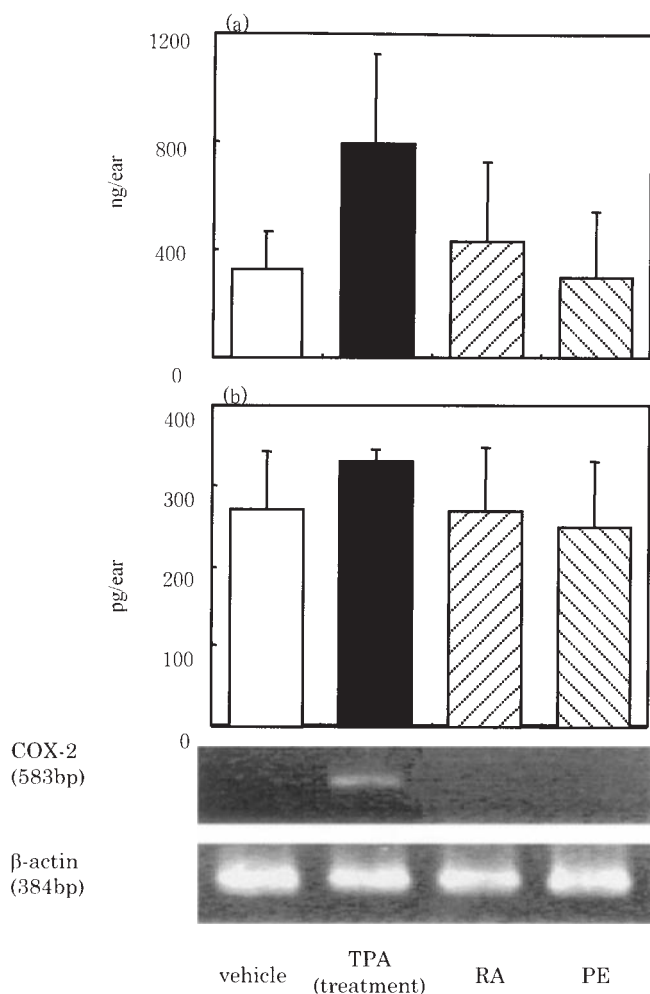 (a)
1200
800
400
0
ng/ear
(b)
400
300
200
100
0
pg/ear
COX-2
(583bp)
β-actin
(384bp)
vehicle
TPA
(treatment)
RA
PE